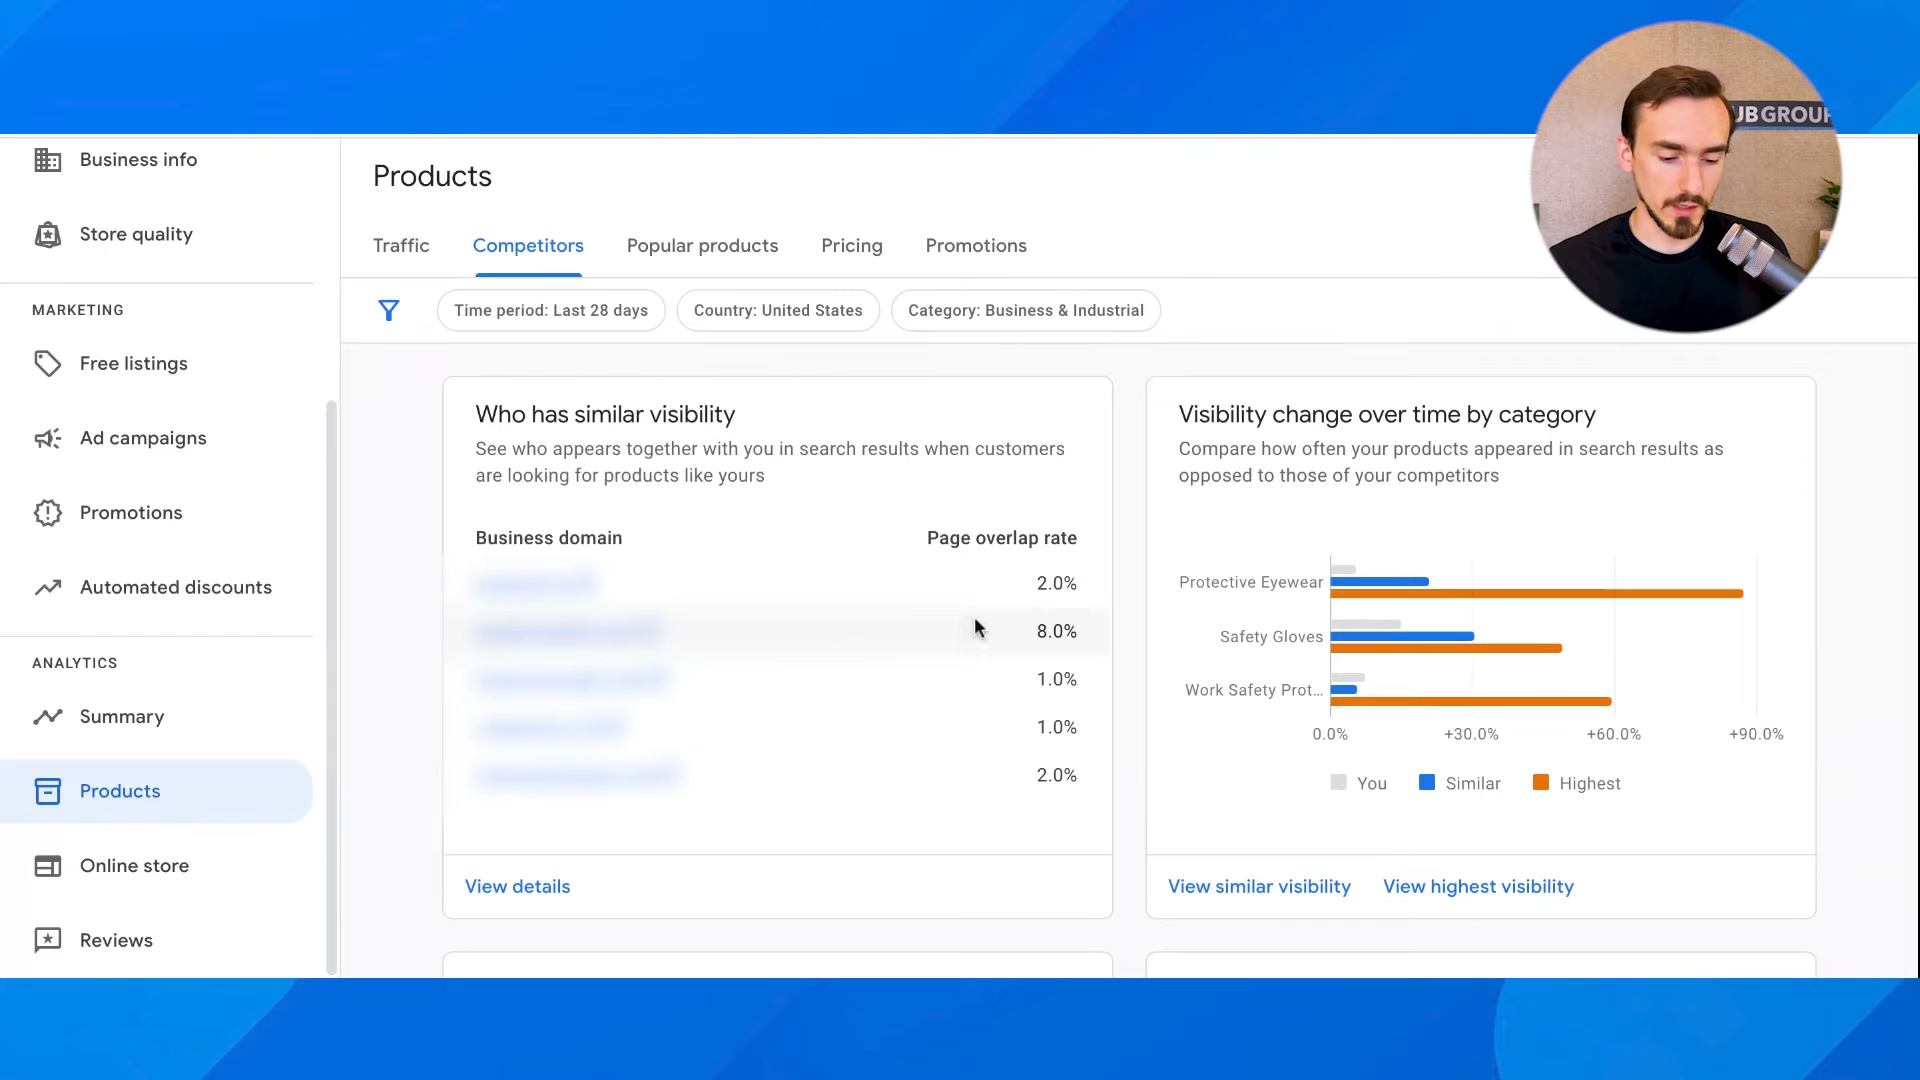 UBGROUP
Business info
Store quality
MARKETING
Free listings
Ad campaigns
Promotions
Automated discounts
ANALYTICS
Summary
Products
Online store
Reviews
Products
Traffic
Competitors
Popular products
Pricing
Promotions
Time period: Last 28 days
Country: United States
Category: Business & Industrial
Who has similar visibility
See who appears together with you in search results when customers
are looking for products like yours
Business domain
Page overlap rate
2.0%
8.0%
1.0%
1.0%
2.0%
View details
Visibility change over time by category
Compare how often your products appeared in search results as
opposed to those of your competitors
Protective Eyewear
Safety Gloves
Work Safety Prot...
0.0%
+30.0%
+60.0%
+90.0%
You
Similar
Highest
View similar visibility
View highest visibility